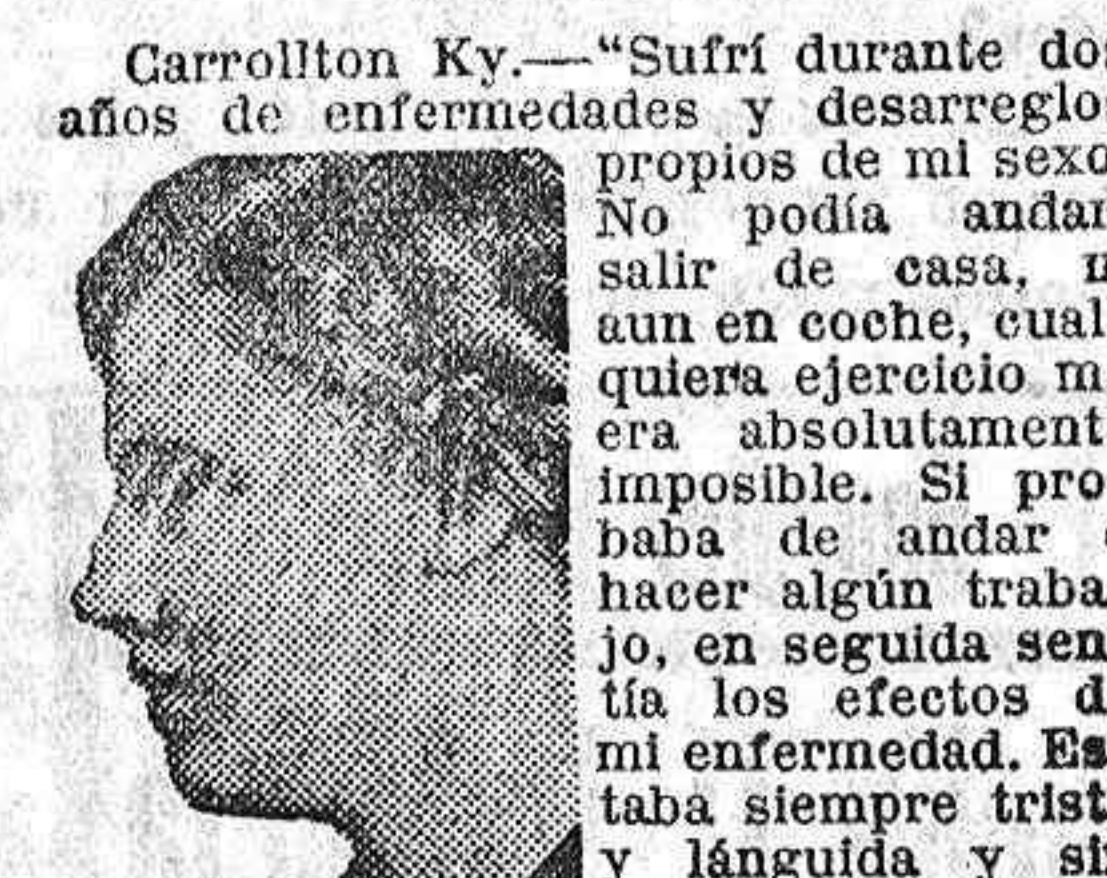 Carrollton Ky.—“Sufrí durante dos
años de enfermedades y desarreglo
propios de mi sexo
No podía andar
salir de casa, n
aun en coche, cual
quiera ejercicio m
era absolutament
imposible. Si pro
baba de andar
hacer algún traba
jo, en seguida sen
tía los efectos d
mi enfermedad. Es
taba siempre trist
y lánguida y sin